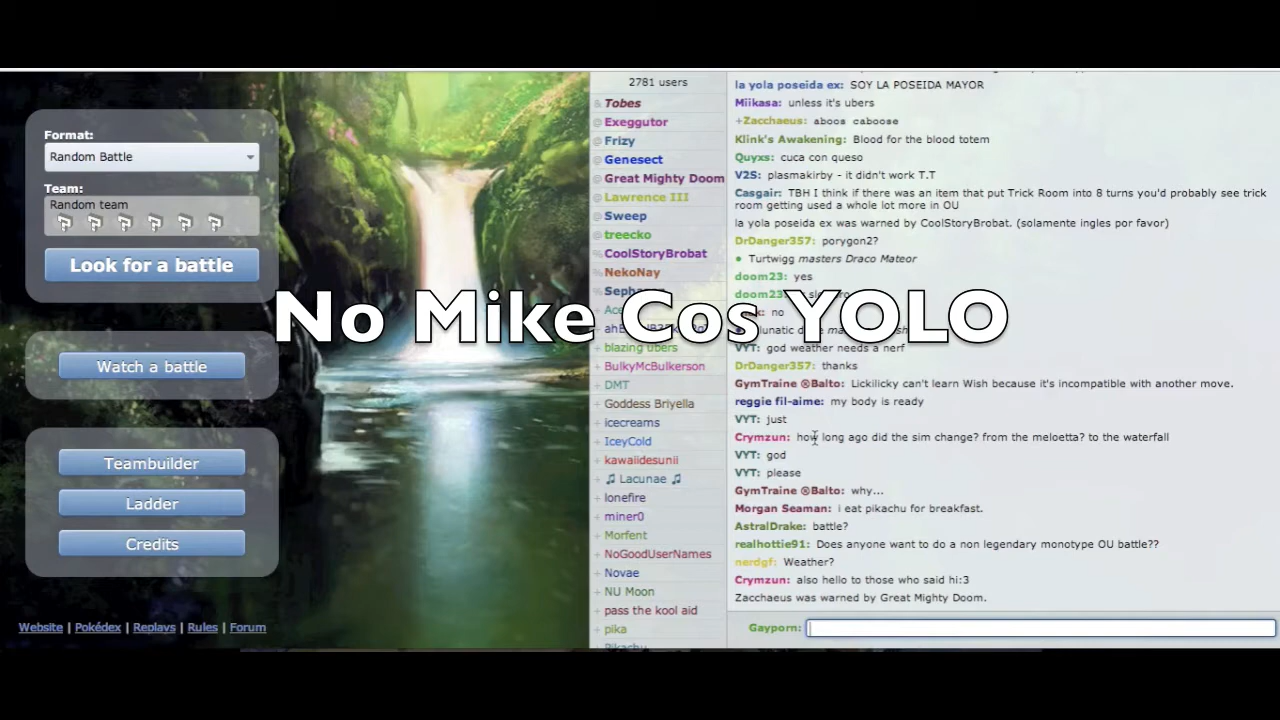 Format:
Random Battle
Team:
Random team
Look for a battle
Watch a battle
Teambuilder
Ladder
Credits
Website | Pokédex | Replays | Rules | Forum
No Mike Cos YOLO
2781 users
& Tobes
@ Exeggutor
@ Frizy
@ Genesect
@ Great Mighty Doom
@ Lawrence III
@ Sweep
@ treecko
% CoolStoryBrobat
% NekoNay
% Seph
+ Ace
+ blazing ubers
+ BulkyMcBulkerson
+ DMT
+ Goddess Briyella
+ icecreams
+ IceyCold
+ kawaiidesunii
+ ♫ Lacunae ♫
+ lonefire
+ miner0
+ Morfent
+ NoGoodUserNames
+ Novae
+ NU Moon
+ pass the kool aid
+ pika
+ Pikachu
la yola poseida ex: SOY LA POSEIDA MAYOR
Miikasa: unless it's ubers
+Zacchaeus: aboos caboose
Klink's Awakening: Blood for the blood totem
Quyxs: cuca con queso
V2S: plasmakirby - it didn't work T.T
Casgair: TBH I think if there was an item that put Trick Room into 8 turns you'd probably see trick
room getting used a whole lot more in OU
la yola poseida ex was warned by CoolStoryBrobat. (solamente ingles por favor)
DrDanger357: porygon2?
• Turtwigg masters Draco Meteor
doom23: yes
doom23
no
lunatic
VYT: god weather needs a nerf
DrDanger357: thanks
GymTraine ®Balto: Lickilicky can't learn Wish because it's incompatible with another move.
reggie fil-aime: my body is ready
VYT: just
Crymzun: how long ago did the sim change? from the meloetta? to the waterfall
VYT: god
VYT: please
GymTraine ®Balto: why...
Morgan Seaman: i eat pikachu for breakfast.
AstralDrake: battle?
realhottie91: Does anyone want to do a non legendary monotype OU battle??
nerdgf: Weather?
Crymzun: also hello to those who said hi:3
Zacchaeus was warned by Great Mighty Doom.
Gayporn: